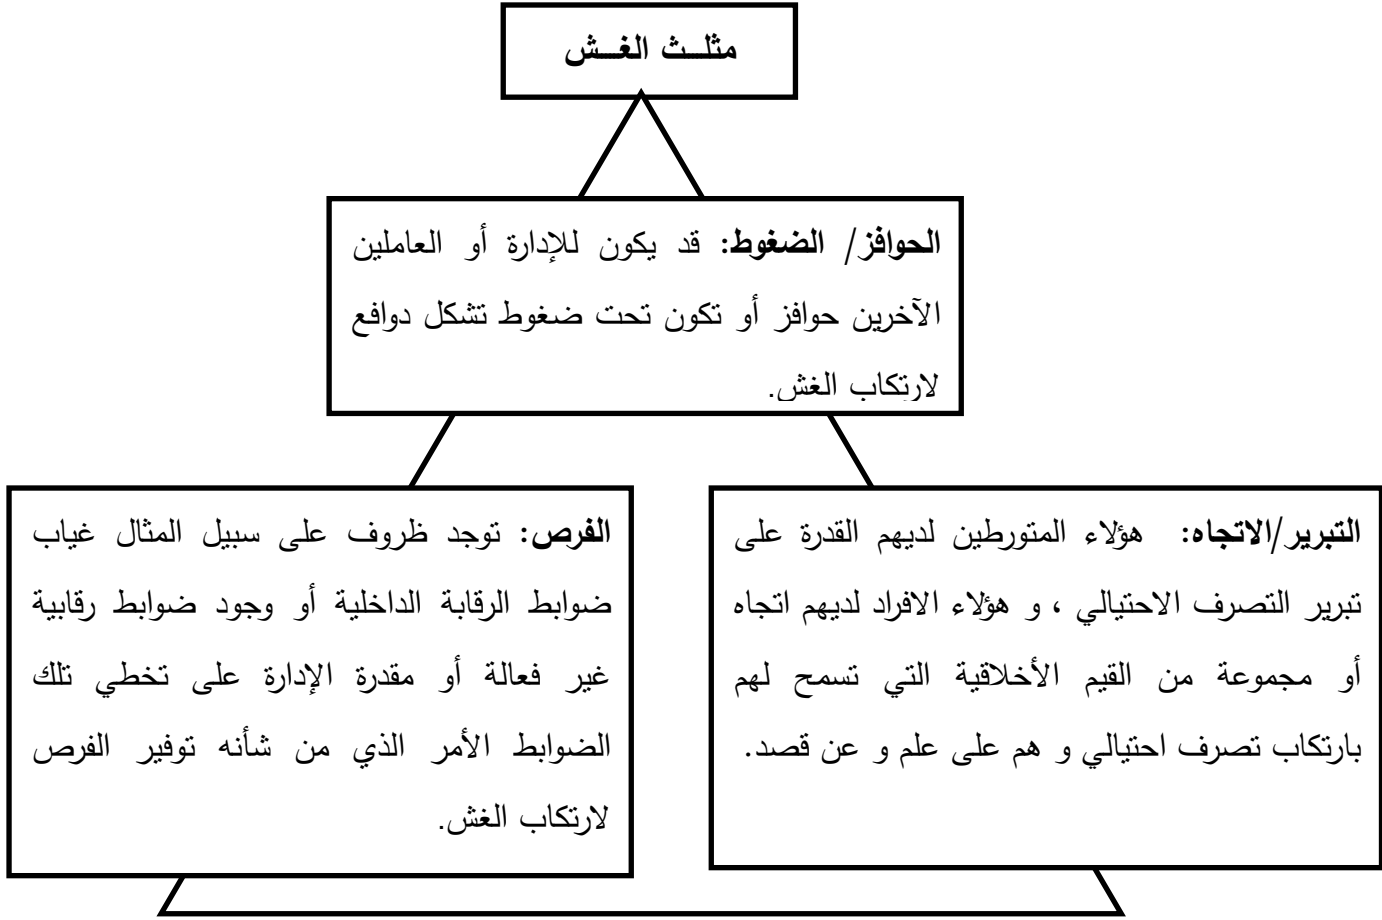 مثلــث الغــش
الحوافز/ الضغوط: قد يكون للإدارة أو العاملين
الآخرين حوافز أو تكون تحت ضغوط تشكل دوافع
لارتكاب الغش.
التبرير/الاتجاه: هؤلاء المتورطين لديهم القدرة على
تبرير التصرف الاحتيالي ، و هؤلاء الافراد لديهم اتجاه
أو مجموعة من القيم الأخلاقية التي تسمح لهم
بارتكاب تصرف احتيالي و هم على علم و عن قصد.
الفرص: توجد ظروف على سبيل المثال غياب
ضوابط الرقابة الداخلية أو وجود ضوابط رقابية
غير فعالة أو مقدرة الإدارة على تخطي تلك
الضوابط الأمر الذي من شأنه توفير الفرص
لارتكاب الغش.